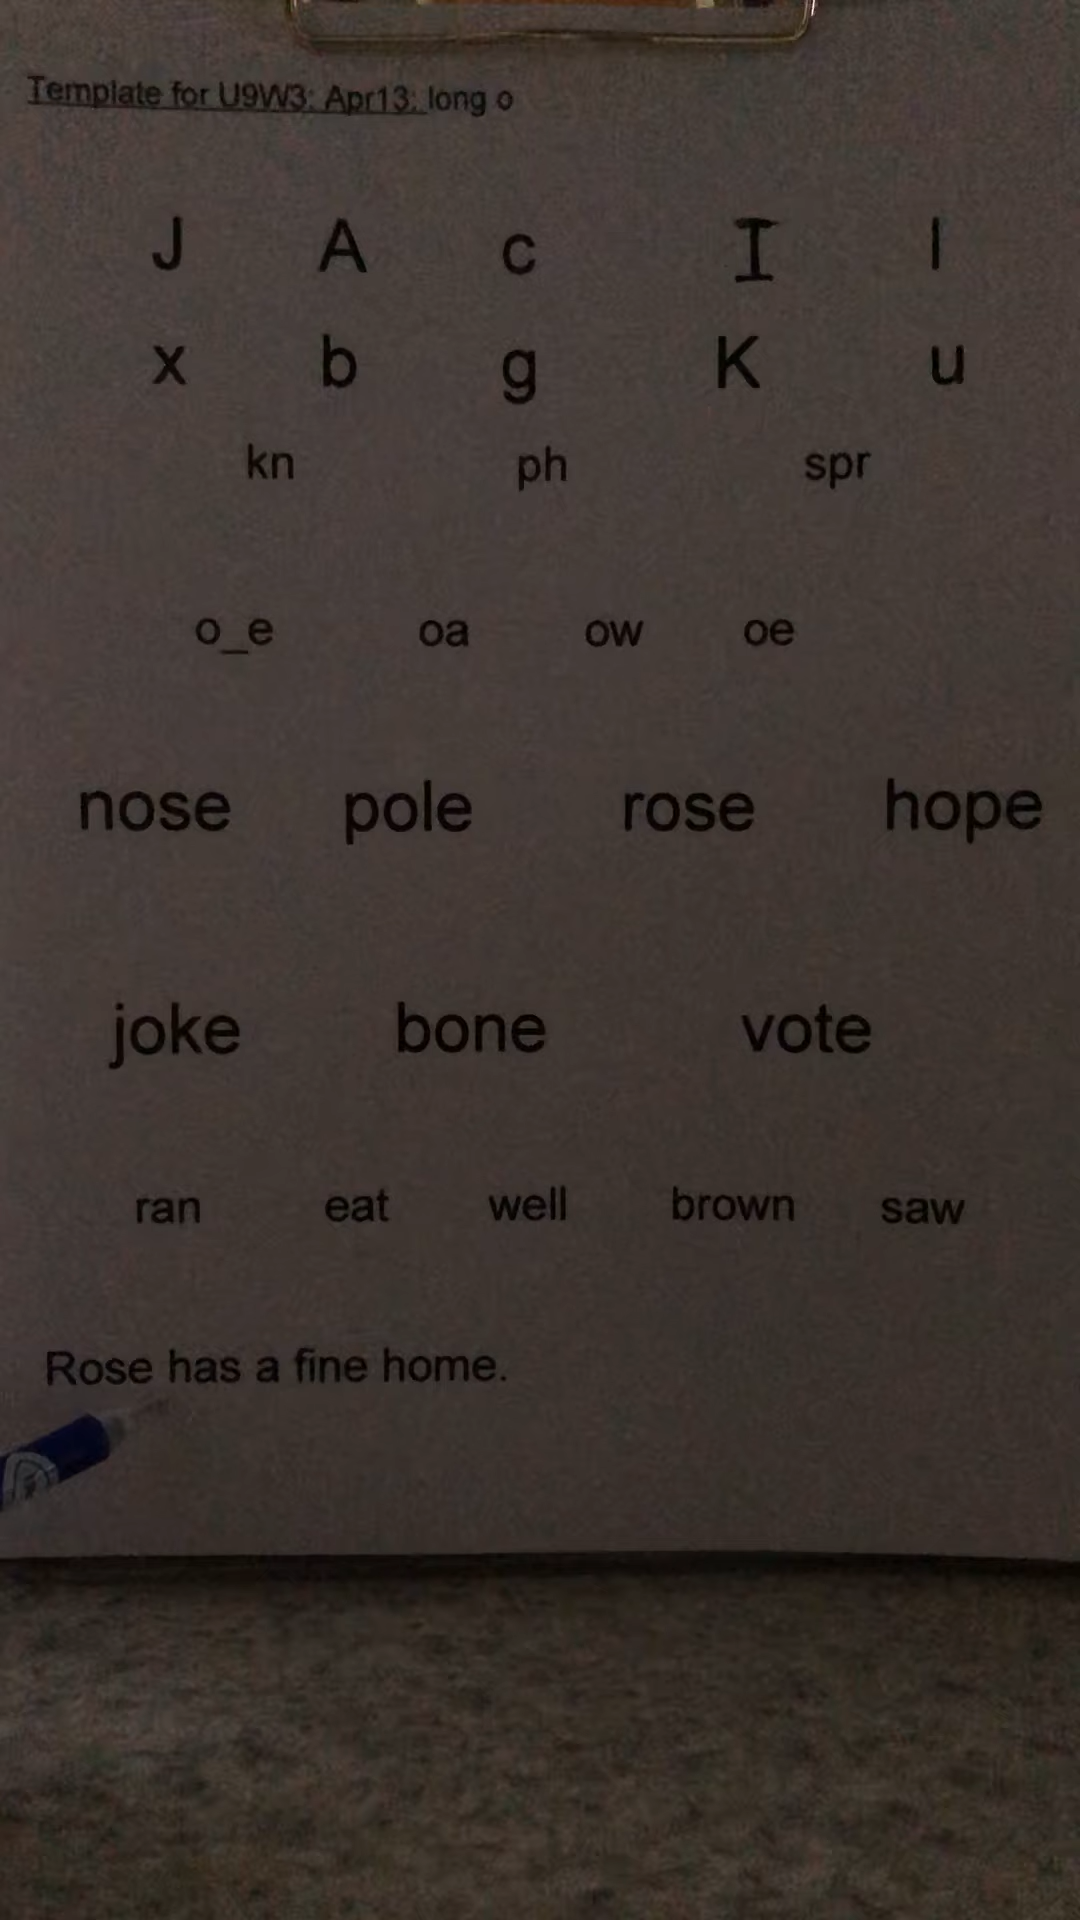 Template for U9W3: Apr13: long o
J A c I l
x b g K u
kn ph spr
o_e oa ow oe
nose pole rose hope
joke bone vote
ran eat well brown saw
Rose has a fine home.